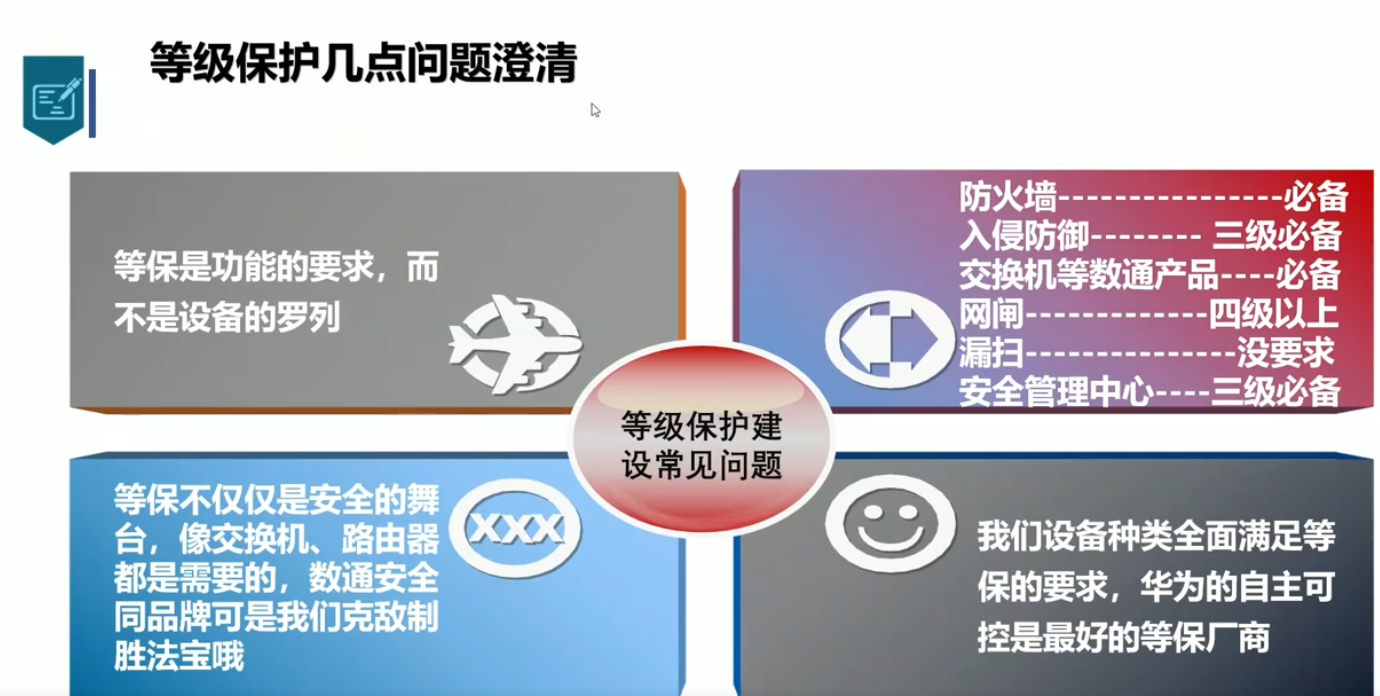 等级保护几点问题澄清
等保是功能的要求，而
不是设备的罗列
防火墙----------------必备
入侵防御-------- 三级必备
交换机等数通产品----必备
网闸-------------四级以上
漏扫---------------没要求
安全管理中心----三级必备
等级保护建
设常见问题
等保不仅仅是安全的舞
台，像交换机、路由器
都是需要的，数通安全
同品牌可是我们克敌制
胜法宝哦
XXX
我们设备种类全面满足等
保的要求，华为的自主可
控是最好的等保厂商